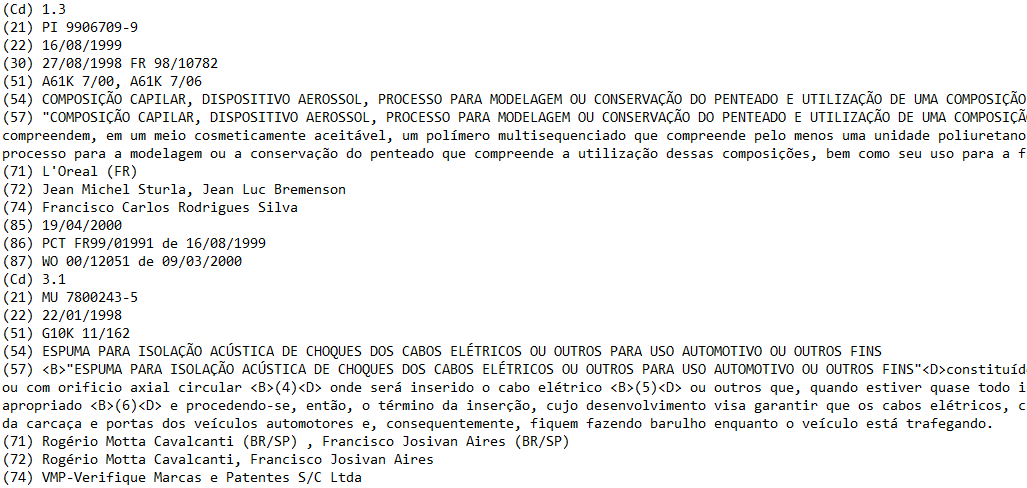 (Cd) 1.3
(21) PI 9906709-9
(22) 16/08/1999
(30) 27/08/1998 FR 98/10782
(51) A61K 7/00, A61K 7/06
(54) COMPOSIÇÃO CAPILAR, DISPOSITIVO AEROSSOL, PROCESSO PARA MODELAGEM OU CONSERVAÇÃO DO PENTEADO E UTILIZAÇÃO DE UMA COMPOSIÇÃO
(57) "COMPOSIÇÃO CAPILAR, DISPOSITIVO AEROSSOL, PROCESSO PARA MODELAGEM OU CONSERVAÇÃO DO PENTEADO E UTILIZAÇÃO DE UMA COMPOSIÇÃ
compreendem, em um meio cosmeticamente aceitável, um polímero multisequenciado que compreende pelo menos uma unidade poliuretano
processo para a modelagem ou a conservação do penteado que compreende a utilização dessas composições, bem como seu uso para a f
(71) L'Oreal (FR)
(72) Jean Michel Sturla, Jean Luc Bremenson
(74) Francisco Carlos Rodrigues Silva
(85) 19/04/2000
(86) PCT FR99/01991 de 16/08/1999
(87) WO 00/12051 de 09/03/2000
(Cd) 3.1
(21) MU 7800243-5
(22) 22/01/1998
(51) G10K 11/162
(54) ESPUMA PARA ISOLAÇÃO ACÚSTICA DE CHOQUES DOS CABOS ELÉTRICOS OU OUTROS PARA USO AUTOMOTIVO OU OUTROS FINS
(57) <B>"ESPUMA PARA ISOLAÇÃO ACÚSTICA DE CHOQUES DOS CABOS ELÉTRICOS OU OUTROS PARA USO AUTOMOTIVO OU OUTROS FINS"<D>constituíd
ou com orificio axial circular <B>(4)<D> onde será inserido o cabo elétrico <B>(5)<D> ou outros que, quando estiver quase todo i
apropriado <B>(6)<D> e procedendo-se, então, o término da inserção, cujo desenvolvimento visa garantir que os cabos elétricos, c
da carcaça e portas dos veículos automotores e, consequentemente, fiquem fazendo barulho enquanto o veículo está trafegando.
(71) Rogério Motta Cavalcanti (BR/SP) , Francisco Josivan Aires (BR/SP)
(72) Rogério Motta Cavalcanti, Francisco Josivan Aires
(74) VMP-Verifique Marcas e Patentes S/C Ltda